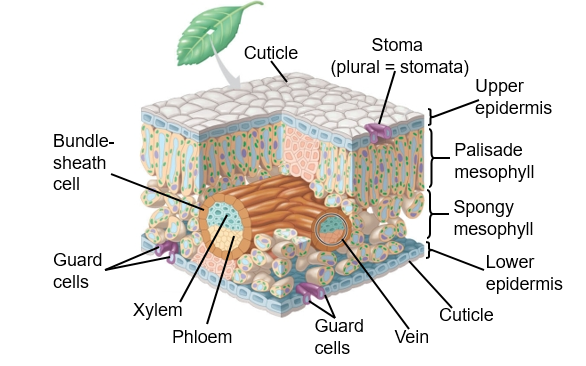 Cuticle
Stoma
(plural = stomata)
Upper
epidermis
Bundle-
sheath
cell
Palisade
mesophyll
Spongy
mesophyll
Guard
cells
Lower
epidermis
Xylem
Cuticle
Phloem
Guard
cells
Vein